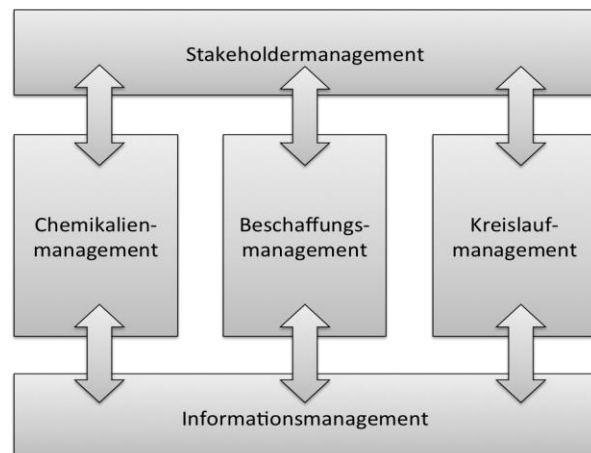 Stakeholdermanagement
Chemikalien-
management
Beschaffungs-
management
Kreislauf-
management
Informationsmanagement